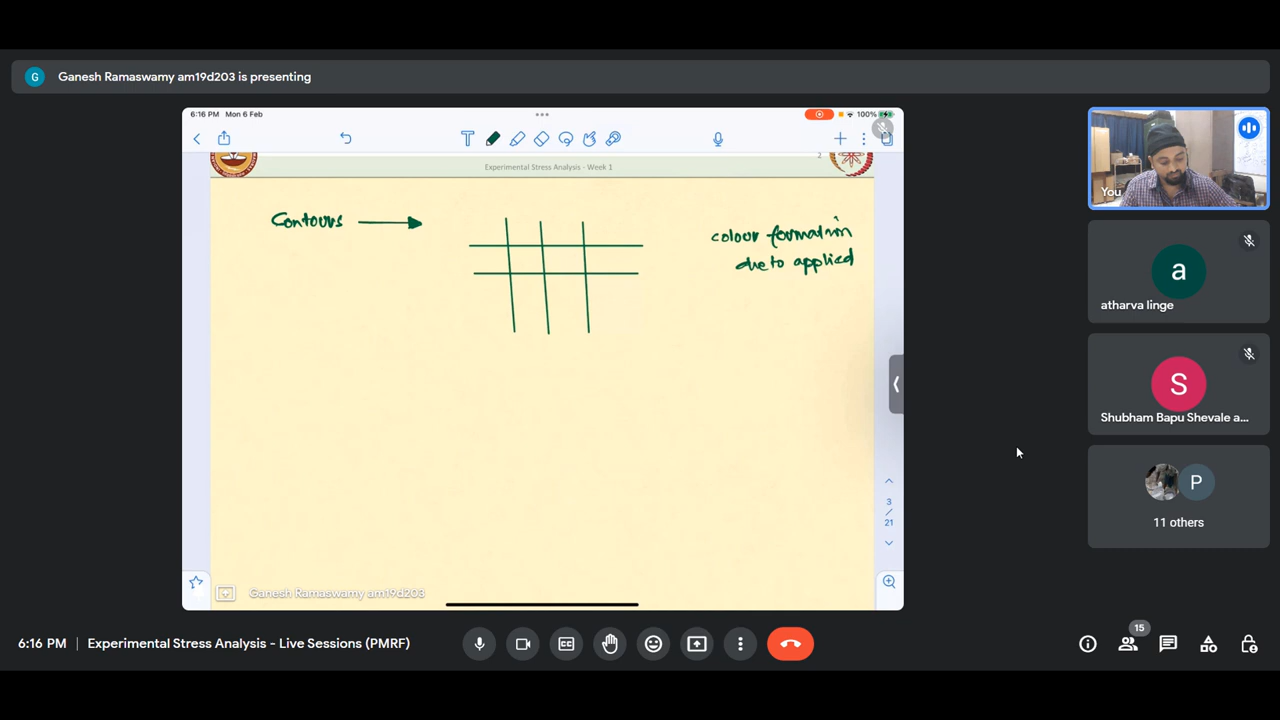 G
Ganesh Ramaswamy am19d203 is presenting
6:16 PM Mon 6 Feb
100%
T
2
Experimental Stress Analysis - Week 1
Contours
colour formation
due to applied
3
/
21
Ganesh Ramaswamy am19d203
You
a
atharva linge
S
Shubham Bapu Shevale a...
P
11 others
6:16 PM
Experimental Stress Analysis - Live Sessions (PMRF)
15